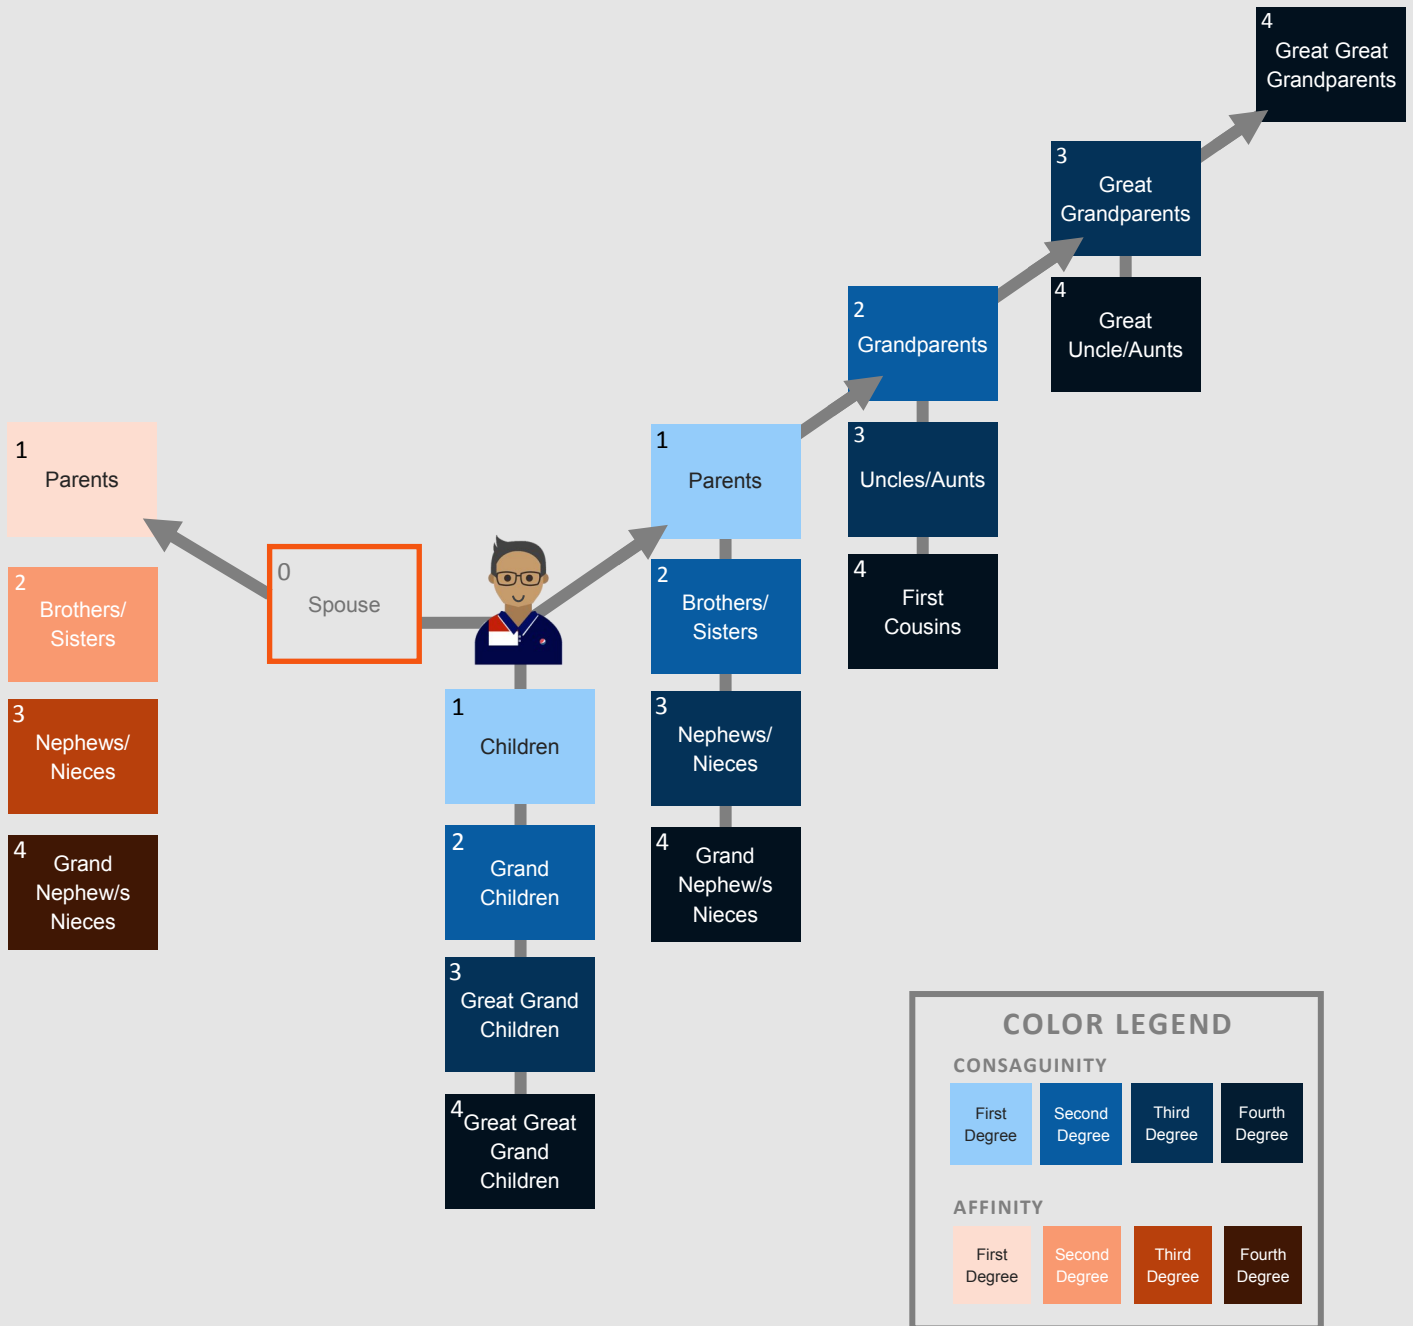 4
Great Great
Grandparents
3
Great
Grandparents
4
Great
Uncle/Aunts
2
Grandparents
3
Uncles/Aunts
4
First
Cousins
1
Parents
2
Brothers/
Sisters
3
Nephews/
Nieces
4
Grand
Nephew/s
Nieces
0
Spouse
1
Parents
2
Brothers/
Sisters
3
Nephews/
Nieces
4
Grand
Nephew/s
Nieces
1
Children
2
Grand
Children
3
Great Grand
Children
4
Great Great
Grand
Children
COLOR LEGEND
CONSAGUINITY
First
Degree
Second
Degree
Third
Degree
Fourth
Degree
AFFINITY
First
Degree
Second
Degree
Third
Degree
Fourth
Degree